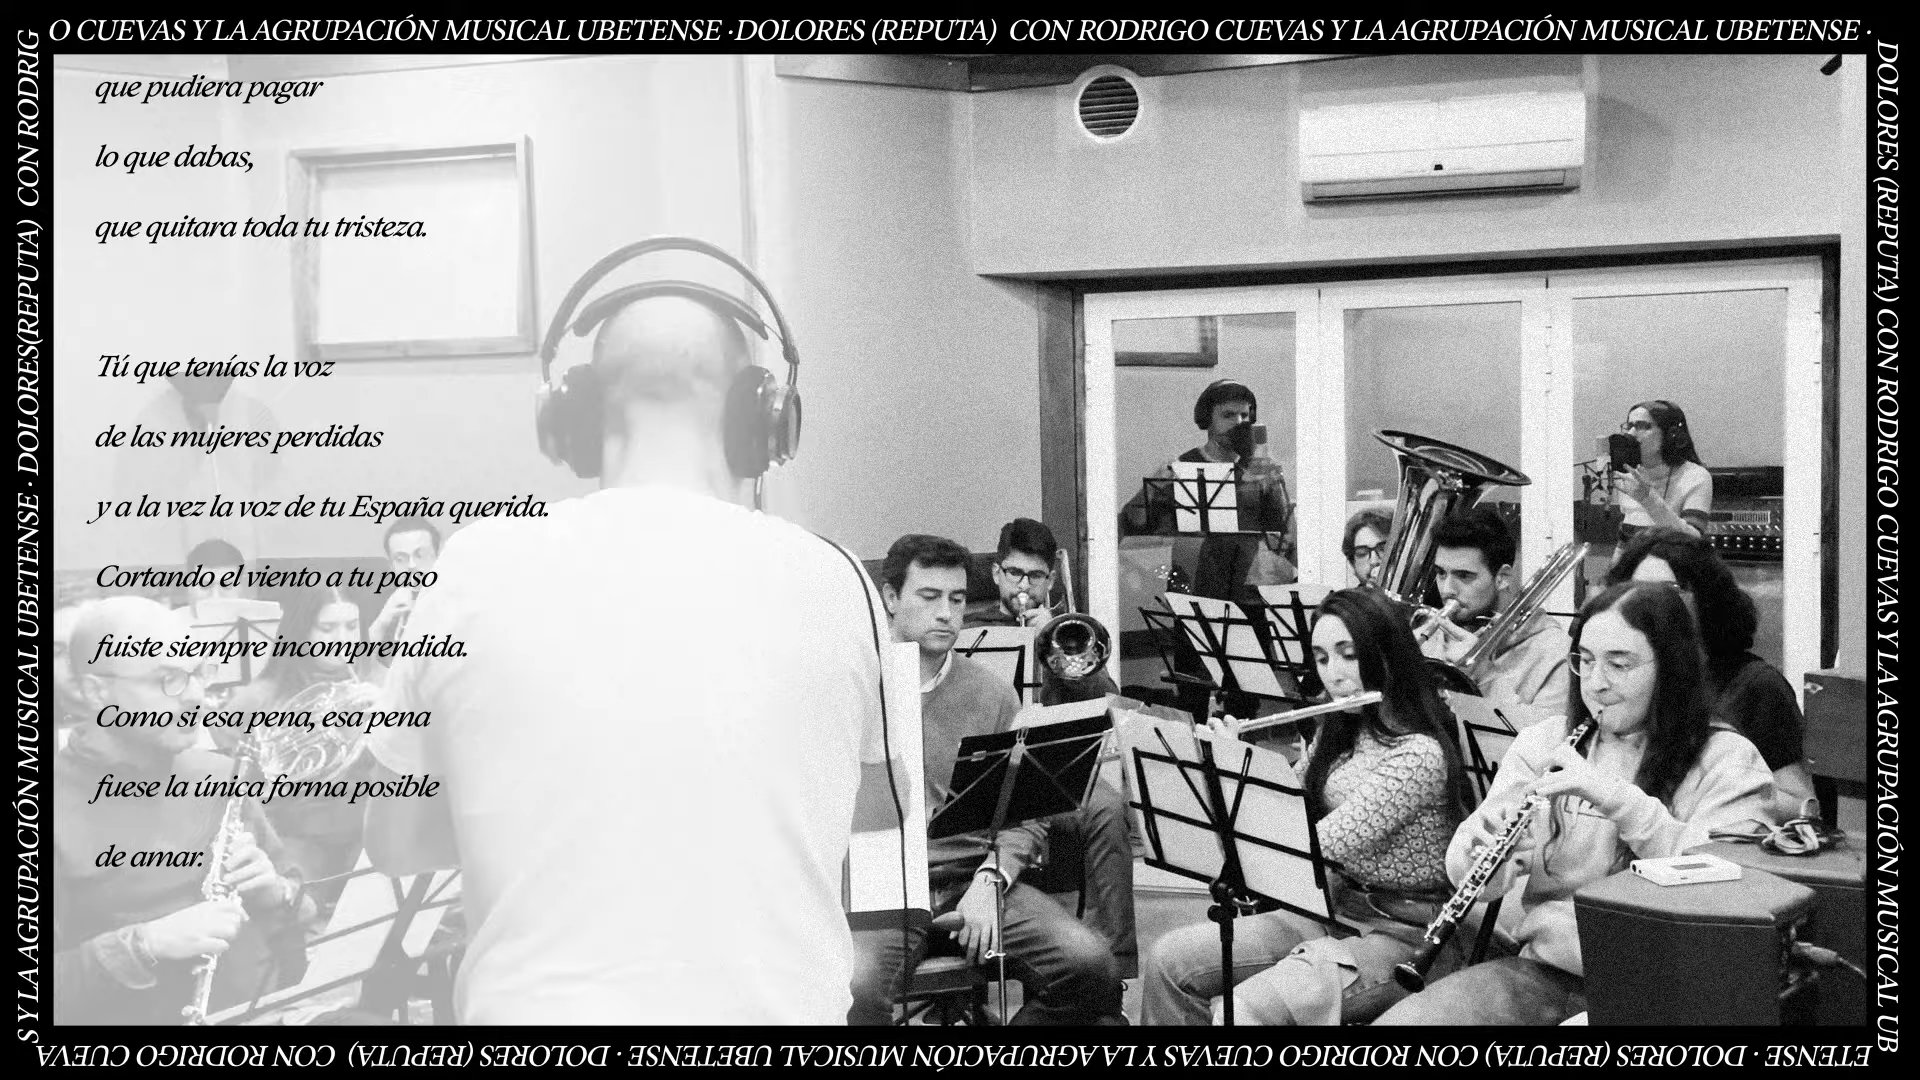 O CUEVAS Y LA AGRUPACIÓN MUSICAL UBETENSE · DOLORES (REPUTA) CON RODRIGO CUEVAS Y LA AGRUPACIÓN MUSICAL UBETENSE ·
DOLORES (REPUTA) CON RODRIGO CUEVAS Y LA AGRUPACIÓN MUSICAL UB
ETENSE · DOLORES (REPUTA) CON RODRIGO CUEVAS Y LA AGRUPACIÓN MUSICAL UBETENSE · DOLORES (REPUTA) CON RODRIGO CUEVA
S Y LA AGRUPACIÓN MUSICAL UBETENSE · DOLORES(REPUTA) CON RODRIG
que pudiera pagar
lo que dabas,
que quitara toda tu tristeza.
Tú que tenías la voz
de las mujeres perdidas
y a la vez la voz de tu España querida.
Cortando el viento a tu paso
fuiste siempre incomprendida.
Como si esa pena, esa pena
fuese la única forma posible
de amar.